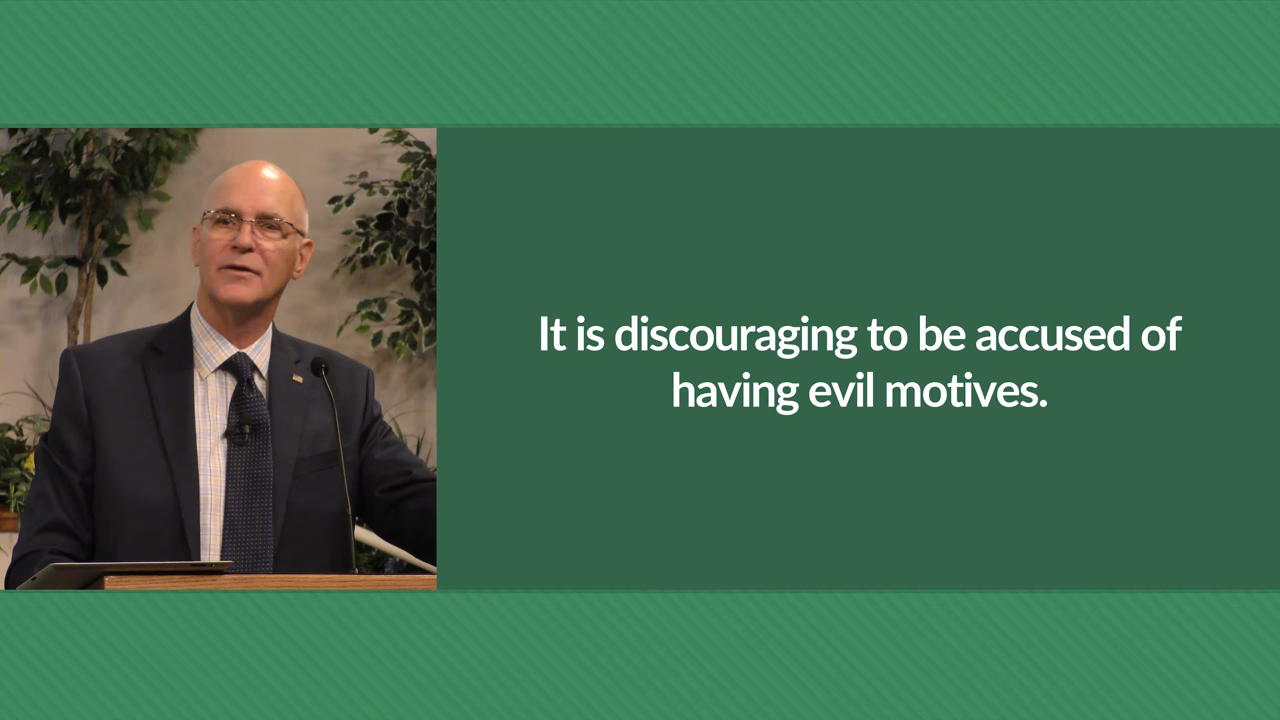 It is discouraging to be accused of
having evil motives.